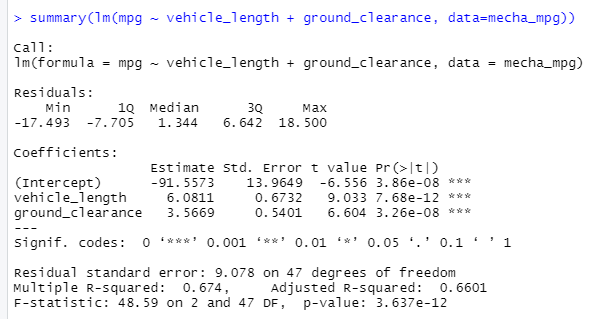 > summary(lm(mpg ~ vehicle_length + ground_clearance, data=mecha_mpg))
Call:
lm(formula = mpg ~ vehicle_length + ground_clearance, data = mecha_mpg)
Residuals:
    Min      1Q  Median      3Q     Max
-17.493  -7.705   1.344   6.642  18.500
Coefficients:
                 Estimate Std. Error t value Pr(>|t|)
(Intercept)      -91.5573    13.9649  -6.556 3.86e-08 ***
vehicle_length     6.0811     0.6732   9.033 7.68e-12 ***
ground_clearance   3.5669     0.5401   6.604 3.26e-08 ***
---
Signif. codes:  0 ‘***’ 0.001 ‘**’ 0.01 ‘*’ 0.05 ‘.’ 0.1 ‘ ’ 1
Residual standard error: 9.078 on 47 degrees of freedom
Multiple R-squared:  0.674,	Adjusted R-squared:  0.6601
F-statistic: 48.59 on 2 and 47 DF,  p-value: 3.637e-12